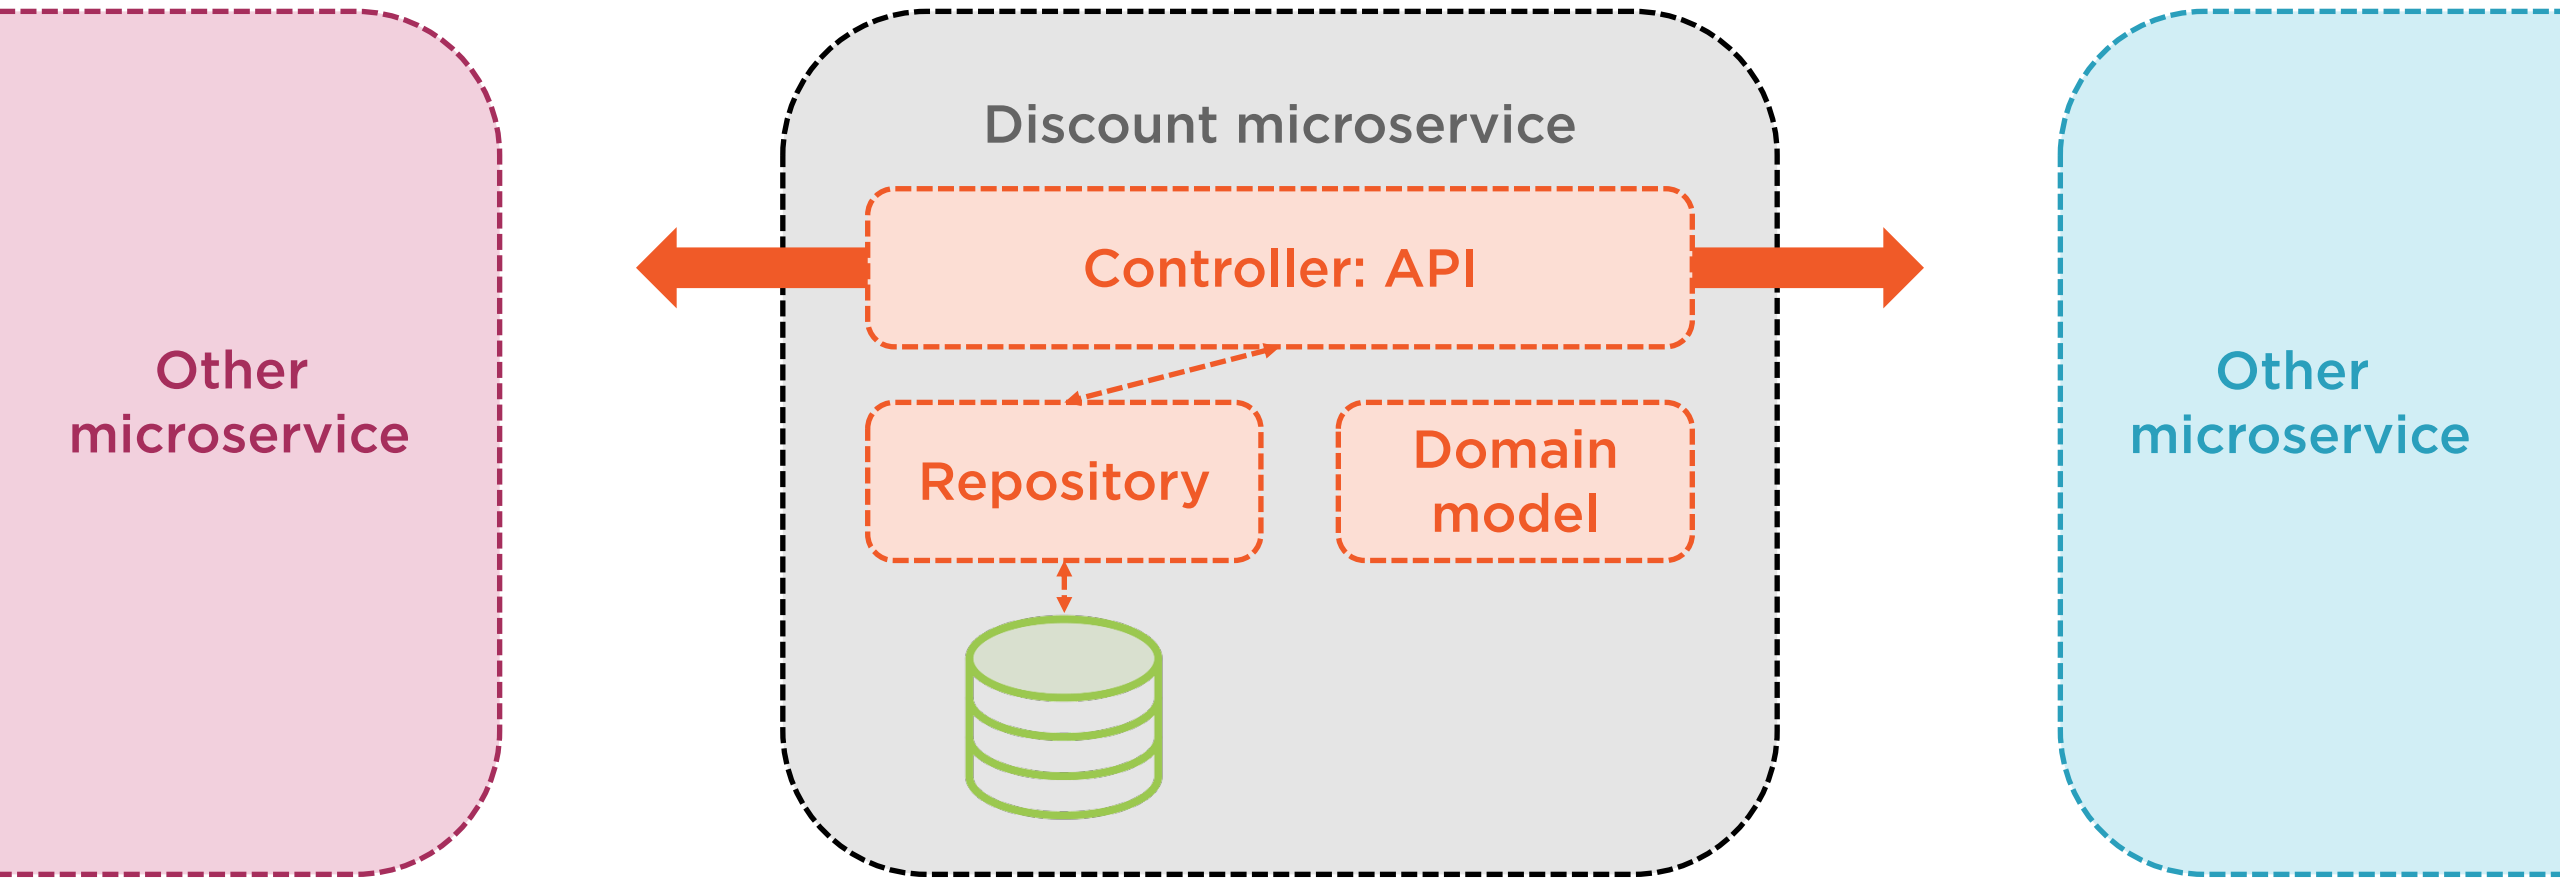 Discount microservice
Controller: API
Other
microservice
Repository
Domain
model
Other
microservice